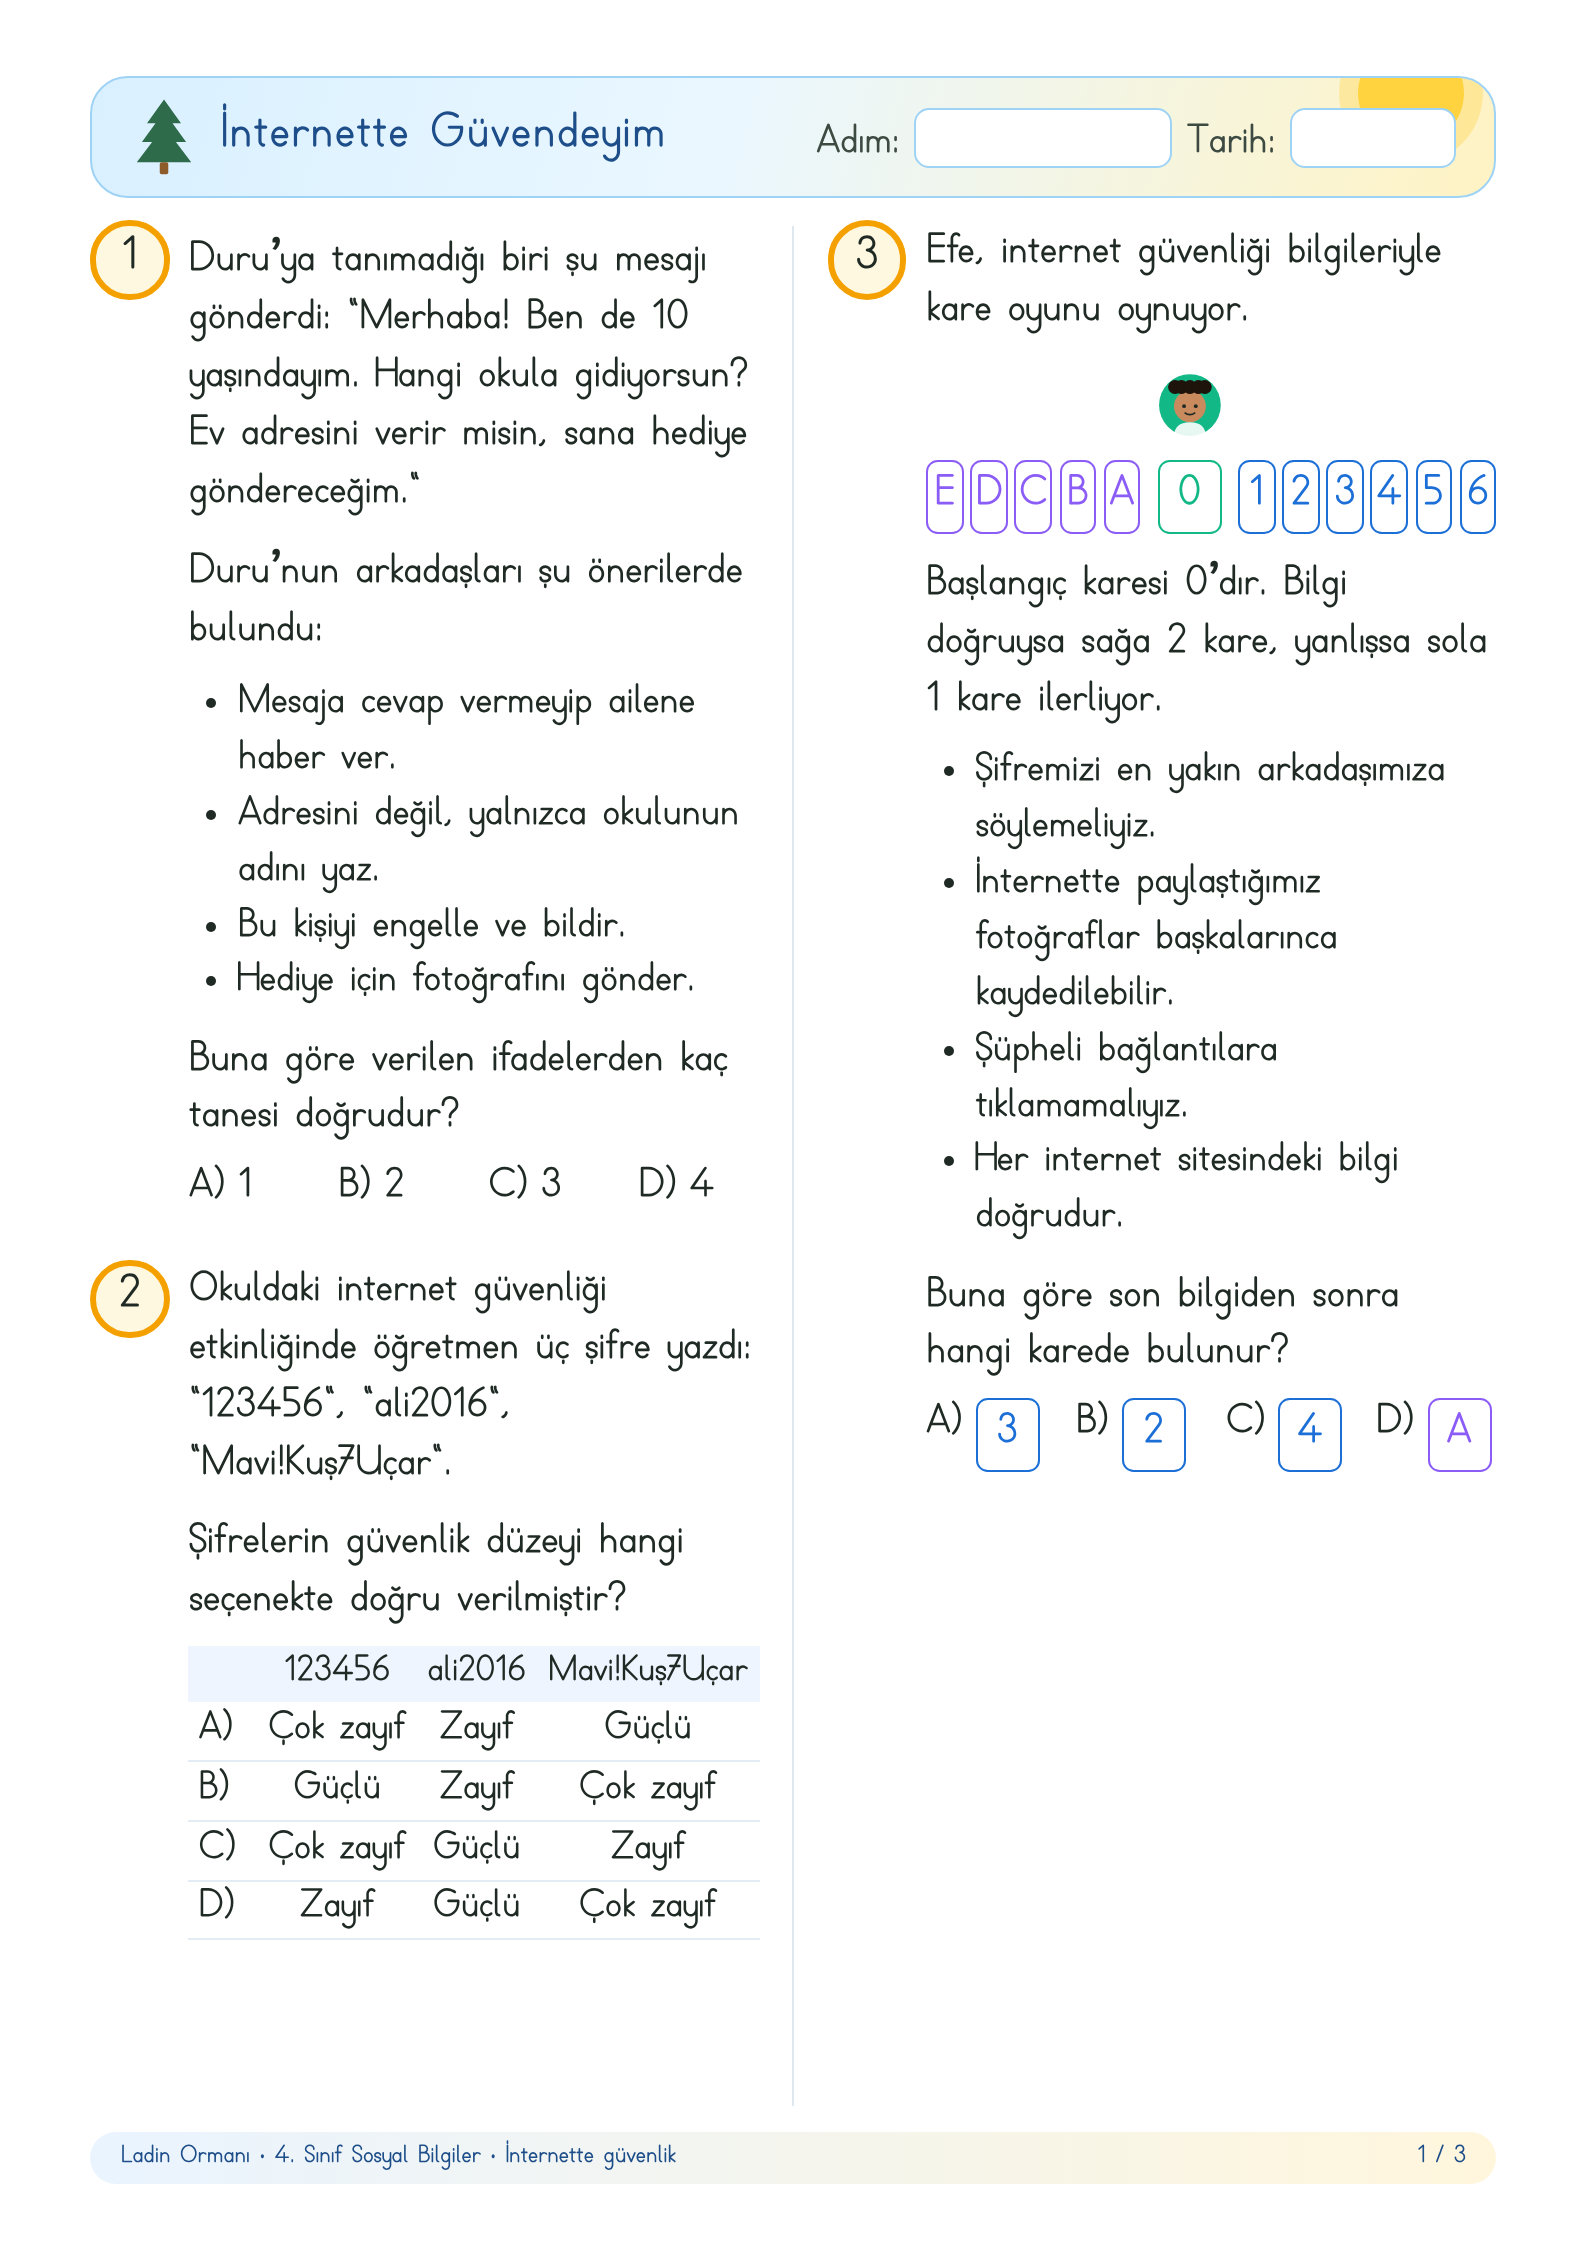 İnternette Güvendeyim
Adım:
Tarih:
1
Duru’ya tanımadığı biri şu mesajı
gönderdi: “Merhaba! Ben de 10
yaşındayım. Hangi okula gidiyorsun?
Ev adresini verir misin, sana hediye
göndereceğim.“
Duru’nun arkadaşları şu önerilerde
bulundu:
• Mesaja cevap vermeyip ailene
haber ver.
• Adresini değil, yalnızca okulunun
adını yaz.
• Bu kişiyi engelle ve bildir.
• Hediye için fotoğrafını gönder.
Buna göre verilen ifadelerden kaç
tanesi doğrudur?
A) 1 B) 2 C) 3 D) 4
2
Okuldaki internet güvenliği
etkinliğinde öğretmen üç şifre yazdı:
“123456“, “ali2016“,
“Mavi!Kuş7Uçar“.
Şifrelerin güvenlik düzeyi hangi
seçenekte doğru verilmiştir?
123456 ali2016 Mavi!Kuş7Uçar
A) Çok zayıf Zayıf Güçlü
B) Güçlü Zayıf Çok zayıf
C) Çok zayıf Güçlü Zayıf
D) Zayıf Güçlü Çok zayıf
3
Efe, internet güvenliği bilgileriyle
kare oyunu oynuyor.
E D C B A 0 1 2 3 4 5 6
Başlangıç karesi 0’dır. Bilgi
doğruysa sağa 2 kare, yanlışsa sola
1 kare ilerliyor.
• Şifremizi en yakın arkadaşımıza
söylemeliyiz.
• İnternette paylaştığımız
fotoğraflar başkalarınca
kaydedilebilir.
• Şüpheli bağlantılara
tıklamamalıyız.
• Her internet sitesindeki bilgi
doğrudur.
Buna göre son bilgiden sonra
hangi karede bulunur?
A) 3 B) 2 C) 4 D) A
Ladin Ormanı • 4. Sınıf Sosyal Bilgiler • İnternette güvenlik
1 / 3